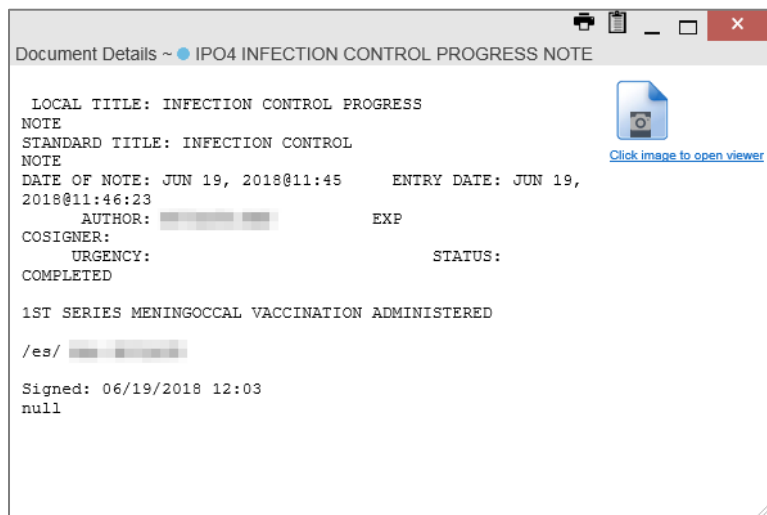 Document Details ~ IPO4 INFECTION CONTROL PROGRESS NOTE
LOCAL TITLE: INFECTION CONTROL PROGRESS
NOTE
STANDARD TITLE: INFECTION CONTROL
NOTE
Click image to open viewer
DATE OF NOTE: JUN 19, 2018@11:45 ENTRY DATE: JUN 19,
2018@11:46:23
AUTHOR: EXP
COSIGNER:
URGENCY: STATUS:
COMPLETED
1ST SERIES MENINGOCCAL VACCINATION ADMINISTERED
/es/
Signed: 06/19/2018 12:03
null